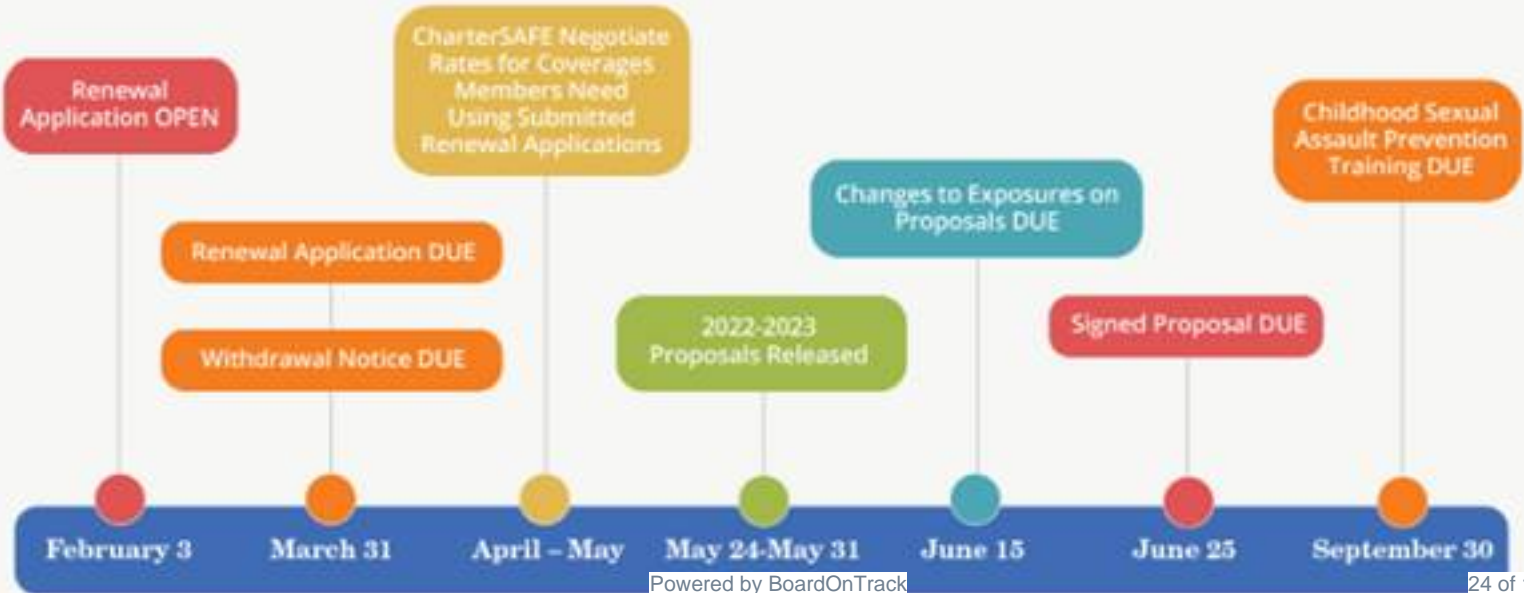 Renewal
Application OPEN
Renewal Application DUE
Withdrawal Notice DUE
CharterSAFE Negotiate
Rates for Coverages
Members Need
Using Submitted
Renewal Applications
2022-2023
Proposals Released
Changes to Exposures on
Proposals DUE
Signed Proposal DUE
Childhood Sexual
Assault Prevention
Training DUE
February 3
March 31
April – May
May 24-May 31
June 15
June 25
September 30
Powered by BoardOnTrack
24 of